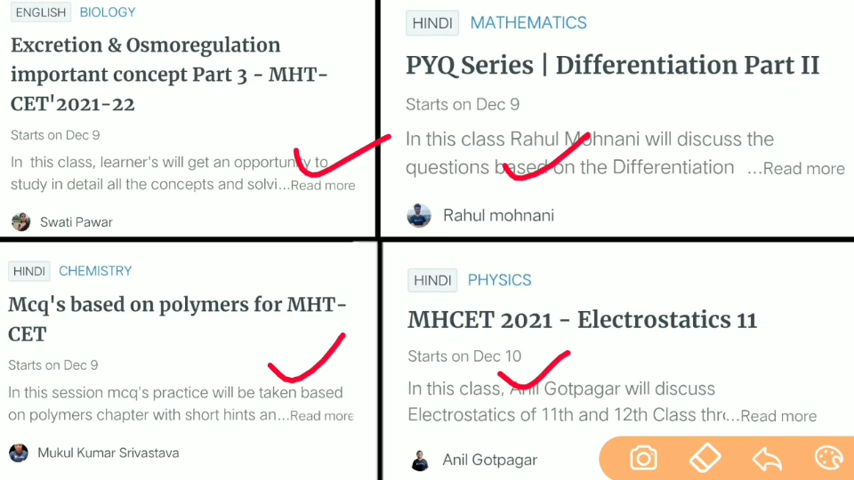 ENGLISH BIOLOGY
Excretion & Osmoregulation
important concept Part 3 - MHT-
CET'2021-22
Starts on Dec 9
In this class, learner's will get an opportunity to
study in detail all the concepts and solvi...Read more
Swati Pawar
HINDI MATHEMATICS
PYQ Series | Differentiation Part II
Starts on Dec 9
In this class Rahul Mohnani will discuss the
questions based on the Differentiation ...Read more
Rahul mohnani
HINDI CHEMISTRY
Mcq's based on polymers for MHT-
CET
Starts on Dec 9
In this session mcq's practice will be taken based
on polymers chapter with short hints an...Read more
Mukul Kumar Srivastava
HINDI PHYSICS
MHCET 2021 - Electrostatics 11
Starts on Dec 10
In this class, Anil Gotpagar will discuss
Electrostatics of 11th and 12th Class thr...Read more
Anil Gotpagar